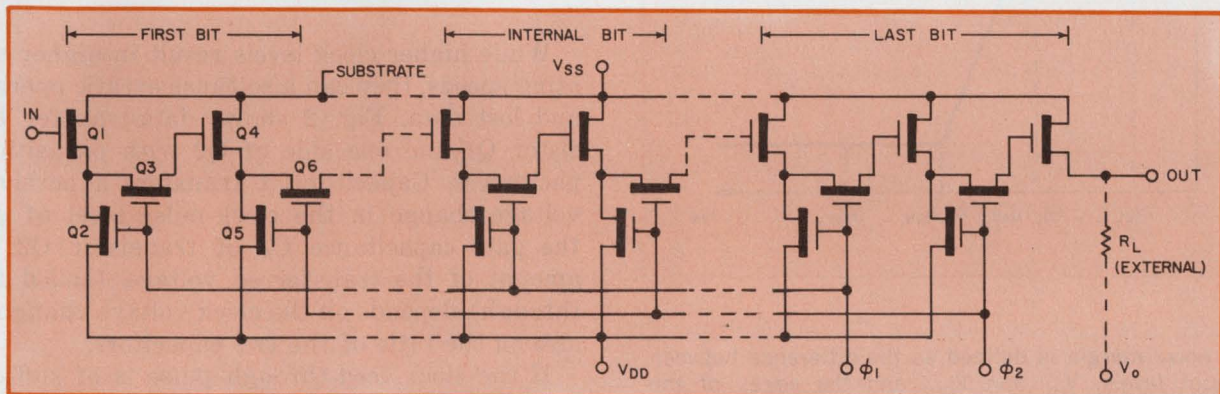 FIRST BIT
INTERNAL BIT
LAST BIT
SUBSTRATE
VSS
IN
Q1
Q4
Q3
Q6
Q2
Q5
OUT
RL
(EXTERNAL)
VDD
ϕ1
ϕ2
Vo